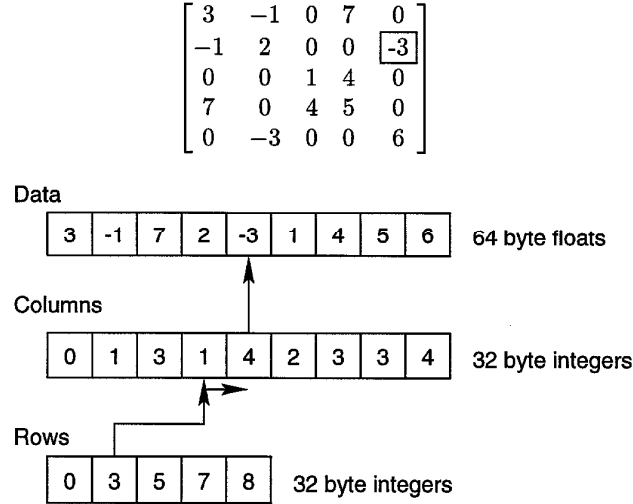 3 −1 0 7 0
−1 2 0 0 -3
0 0 1 4 0
7 0 4 5 0
0 −3 0 0 6
Data
3 -1 7 2 -3 1 4 5 6 64 byte floats
Columns
0 1 3 1 4 2 3 3 4 32 byte integers
Rows
0 3 5 7 8 32 byte integers